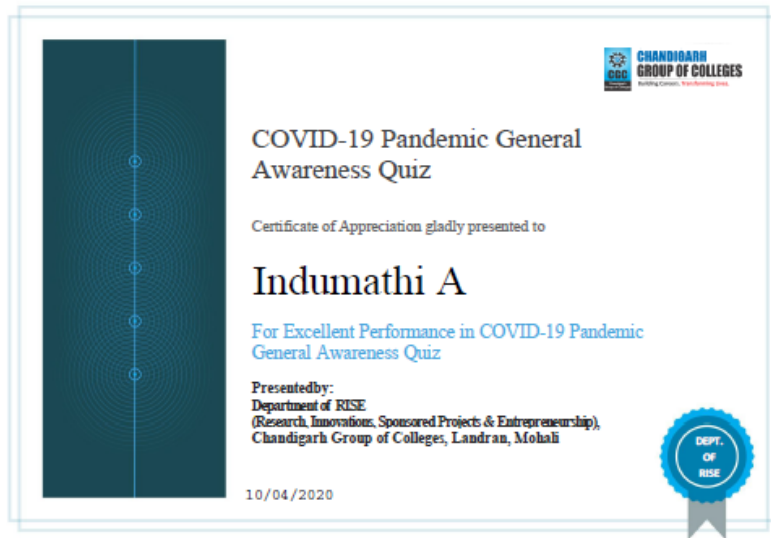 CGC
CHANDIGARH
GROUP OF COLLEGES
Building Careers. Transforming Lives.
COVID-19 Pandemic General
Awareness Quiz
Certificate of Appreciation gladly presented to
Indumathi A
For Excellent Performance in COVID-19 Pandemic
General Awareness Quiz
Presentedby:
Department of RISE
(Research, Innovations, Sponsored Projects & Entrepreneurship),
Chandigarh Group of Colleges, Landran, Mohali
DEPT.
OF
RISE
10/04/2020